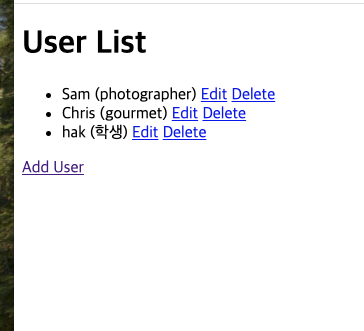 User List
Sam (photographer) Edit Delete
Chris (gourmet) Edit Delete
hak (학생) Edit Delete
Add User